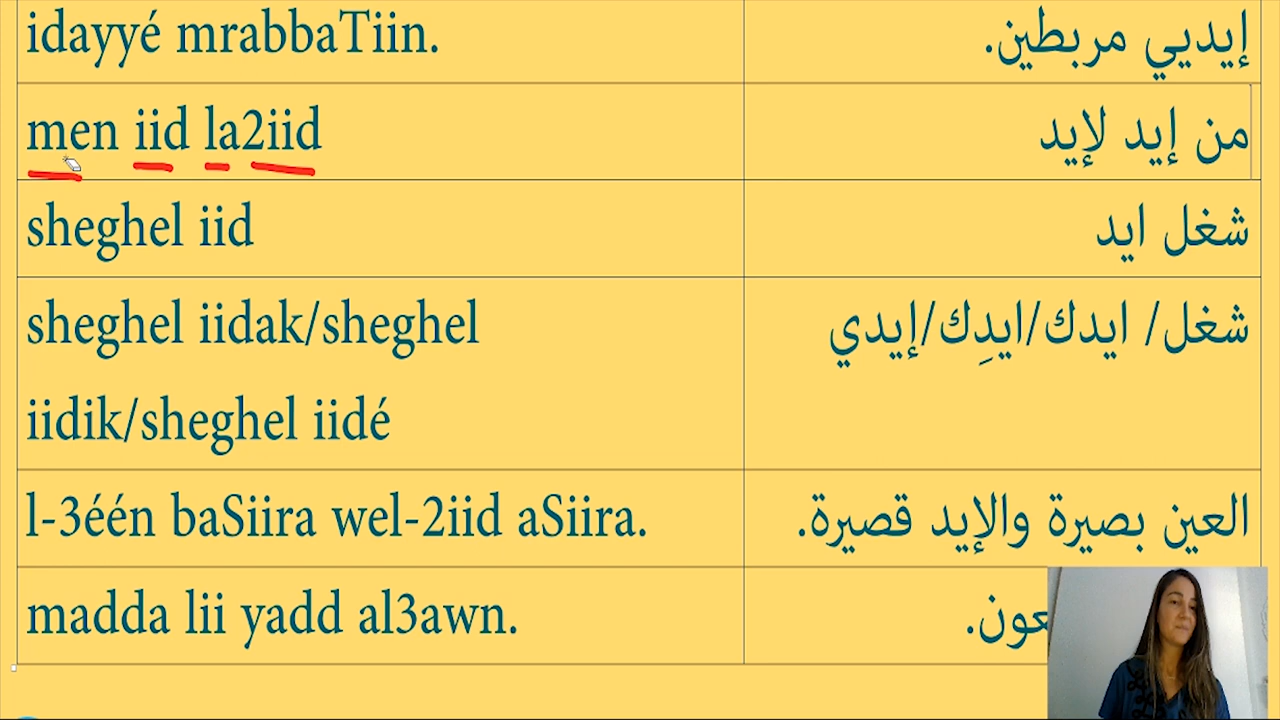 idayyé mrabbaTiin.
إيديي مربطين.
men iid la2iid
من إيد لإيد
sheghel iid
شغل ايد
sheghel iidak/sheghel
iidik/sheghel iidé
شغل/ ايدك/ايدِك/إيدي
l-3één baSiira wel-2iid aSiira.
العين بصيرة والإيد قصيرة.
madda lii yadd al3awn.